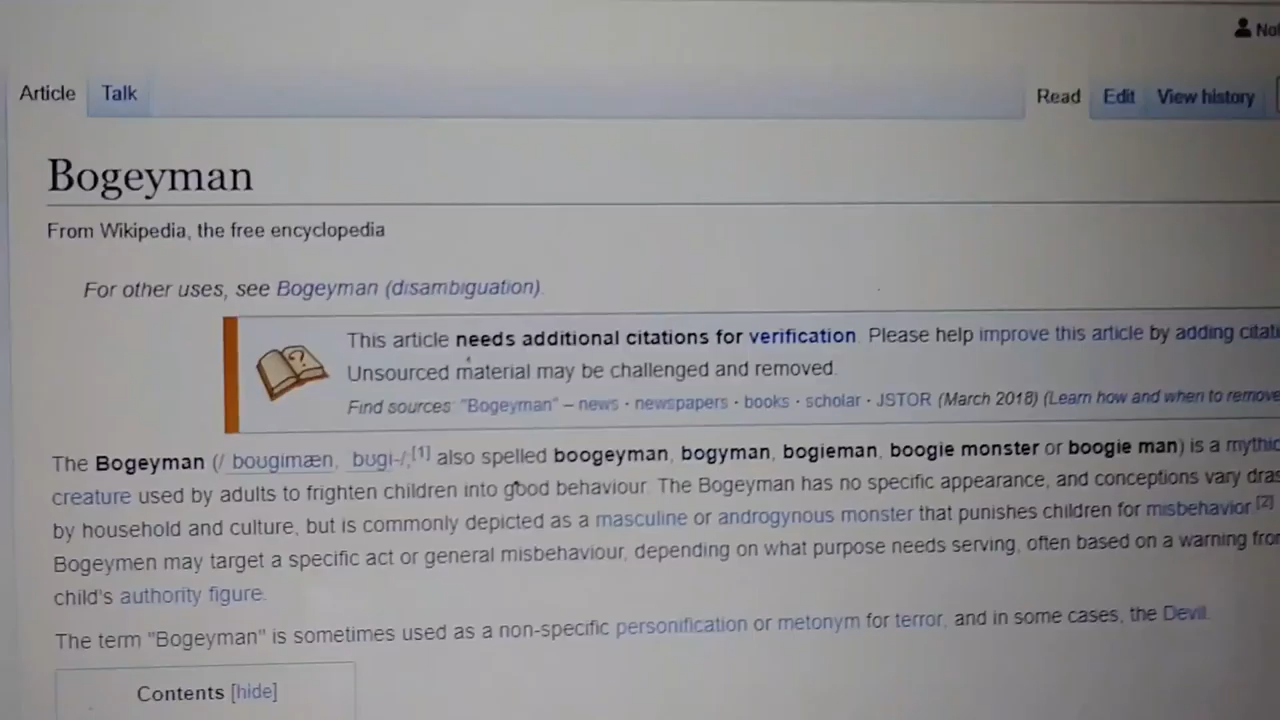 Article Talk Read Edit View history
Bogeyman
From Wikipedia, the free encyclopedia
For other uses, see Bogeyman (disambiguation).
This article needs additional citations for verification. Please help improve this article by adding
Unsourced material may be challenged and removed.
Find sources: "Bogeyman" – news · newspapers · books · scholar · JSTOR (March 2018) (Learn how and when to remove
The Bogeyman (/ˈboʊɡimæn, ˈbʊɡi-/;[1] also spelled boogeyman, bogyman, bogieman, boogie monster or boogie man) is a
creature used by adults to frighten children into good behaviour. The Bogeyman has no specific appearance, and conceptions vary
by household and culture, but is commonly depicted as a masculine or androgynous monster that punishes children for misbehavior.[2]
Bogeymen may target a specific act or general misbehaviour, depending on what purpose needs serving, often based on a warning
child's authority figure.
The term "Bogeyman" is sometimes used as a non-specific personification or metonym for terror, and in some cases, the Devil.
Contents [hide]